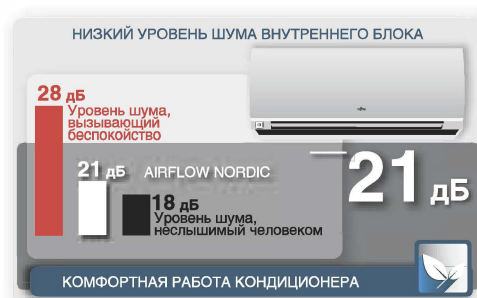 НИЗКИЙ УРОВЕНЬ ШУМА ВНУТРЕННЕГО БЛОКА
28 дБ
Уровень шума,
вызывающий
беспокойство
21 дБ AIRFLOW NORDIC
21 дБ
18 дБ
Уровень шума,
неслышимый человеком
КОМФОРТНАЯ РАБОТА КОНДИЦИОНЕРА